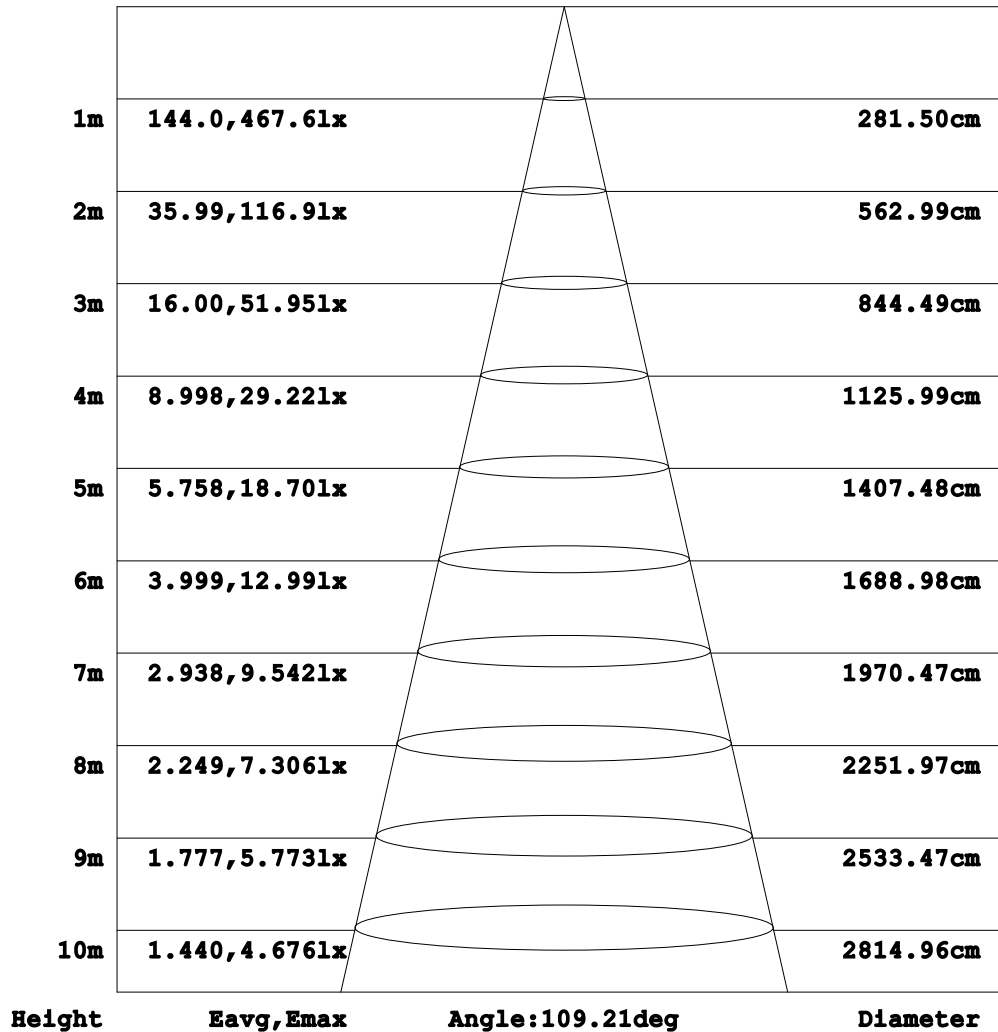 1m 144.0,467.6lx 281.50cm
2m 35.99,116.9lx 562.99cm
3m 16.00,51.95lx 844.49cm
4m 8.998,29.22lx 1125.99cm
5m 5.758,18.70lx 1407.48cm
6m 3.999,12.99lx 1688.98cm
7m 2.938,9.542lx 1970.47cm
8m 2.249,7.306lx 2251.97cm
9m 1.777,5.773lx 2533.47cm
10m 1.440,4.676lx 2814.96cm
Height Eavg,Emax Angle:109.21deg Diameter